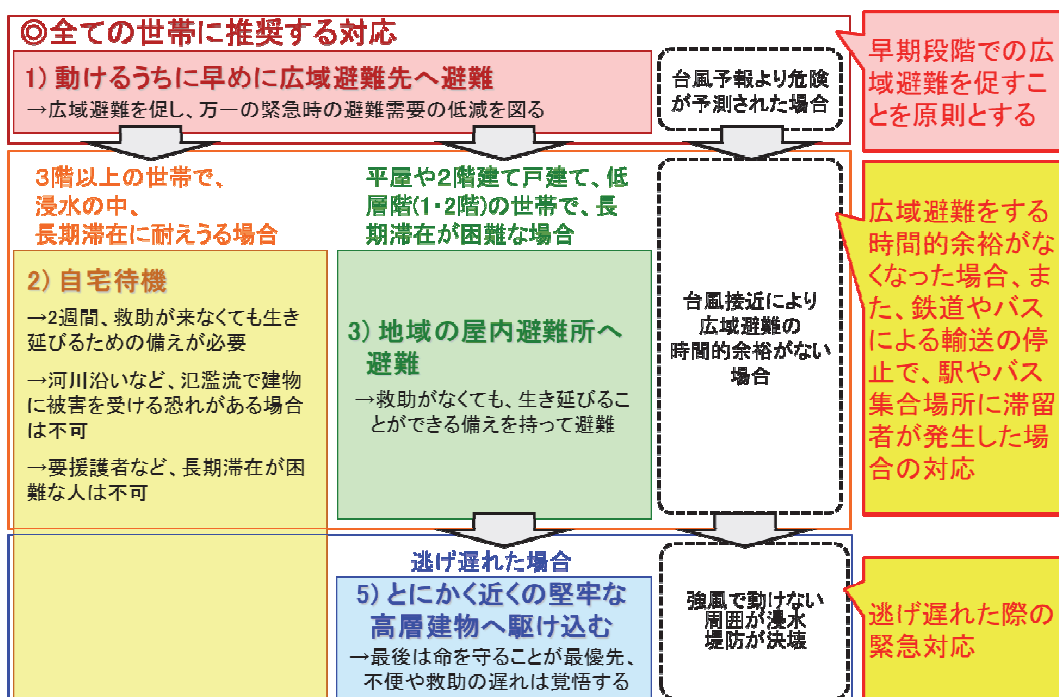 ◎全ての世帯に推奨する対応
1) 動けるうちに早めに広域避難先へ避難
→広域避難を促し、万一の緊急時の避難需要の低減を図る
台風予報より危険
が予測された場合
早期段階での広
域避難を促すこ
とを原則とする
3階以上の世帯で、
浸水の中、
長期滞在に耐えうる場合
2) 自宅待機
→2週間、救助が来なくても生き
延びるための備えが必要
→河川沿いなど、氾濫流で建物
に被害を受ける恐れがある場合
は不可
→要援護者など、長期滞在が困
難な人は不可
平屋や2階建て戸建て、低
層階(1・2階)の世帯で、長
期滞在が困難な場合
3) 地域の屋内避難所へ
避難
→救助がなくても、生き延びるこ
とができる備えを持って避難
台風接近により
広域避難の
時間的余裕がない
場合
広域避難をする
時間的余裕がな
くなった場合、ま
た、鉄道やバス
による輸送の停
止で、駅やバス
集合場所に滞留
者が発生した場
合の対応
逃げ遅れた場合
5) とにかく近くの堅牢な
高層建物へ駆け込む
→最後は命を守ることが最優先、
不便や救助の遅れは覚悟する
強風で動けない
周囲が浸水
堤防が決壊
逃げ遅れた際の
緊急対応